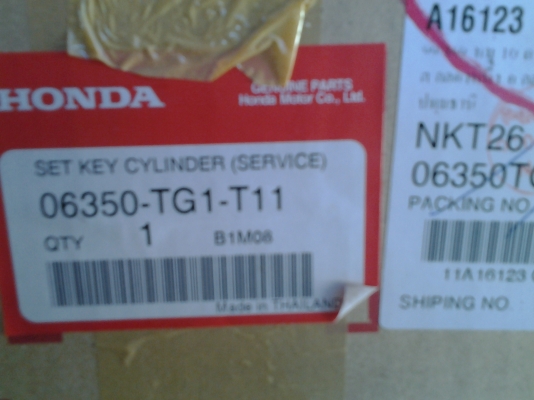 HONDA
GENUINE PARTS
Honda Motor Co., Ltd.
SET KEY CYLINDER (SERVICE)
06350-TG1-T11
QTY 1 B1M08
Made in THAILAND
A16123
NKT26
06350T
PACKING NO.
11A16123
SHIPING NO.